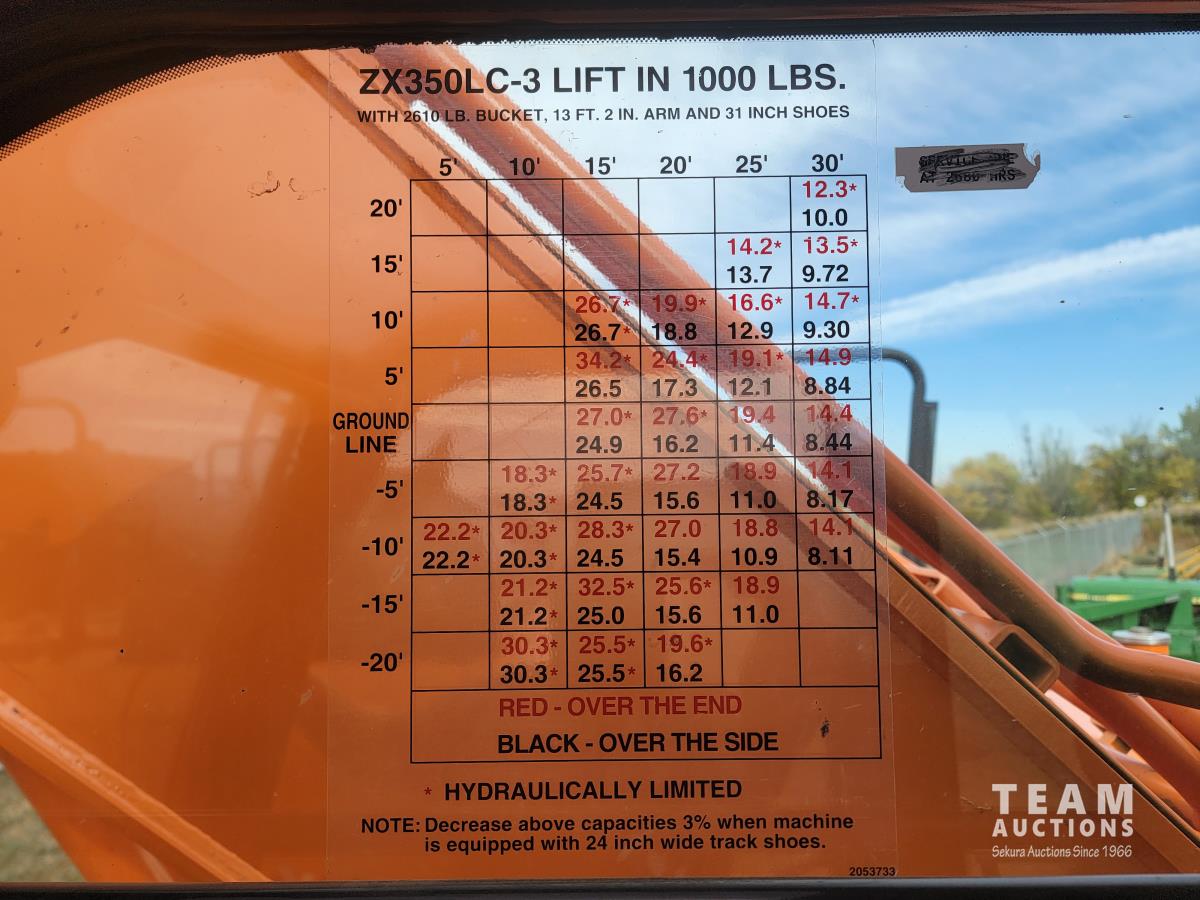 ZX350LC-3 LIFT IN 1000 LBS.
WITH 2610 LB. BUCKET, 13 FT. 2 IN. ARM AND 31 INCH SHOES
5' 10' 15' 20' 25' 30'
12.3*
20' 10.0
14.2* 13.5*
15' 13.7 9.72
26.7* 19.9* 16.6* 14.7*
10' 26.7* 18.8 12.9 9.30
34.2* 24.4* 19.1* 14.9
5' 26.5 17.3 12.1 8.84
GROUND 27.0* 27.6* 19.4 14.4
LINE 24.9 16.2 11.4 8.44
18.3* 25.7* 27.2 18.9 14.1
-5' 18.3* 24.5 15.6 11.0 8.17
22.2* 20.3* 28.3* 27.0 18.8 14.1
-10' 22.2* 20.3* 24.5 15.4 10.9 8.11
21.2* 32.5* 25.6* 18.9
-15' 21.2* 25.0 15.6 11.0
30.3* 25.5* 19.6*
-20' 30.3* 25.5* 16.2
RED - OVER THE END
BLACK - OVER THE SIDE
* HYDRAULICALLY LIMITED
NOTE: Decrease above capacities 3% when machine
is equipped with 24 inch wide track shoes.
2053733
SERVICE
AT HRS
TEAM
AUCTIONS
Sekura Auctions Since 1966